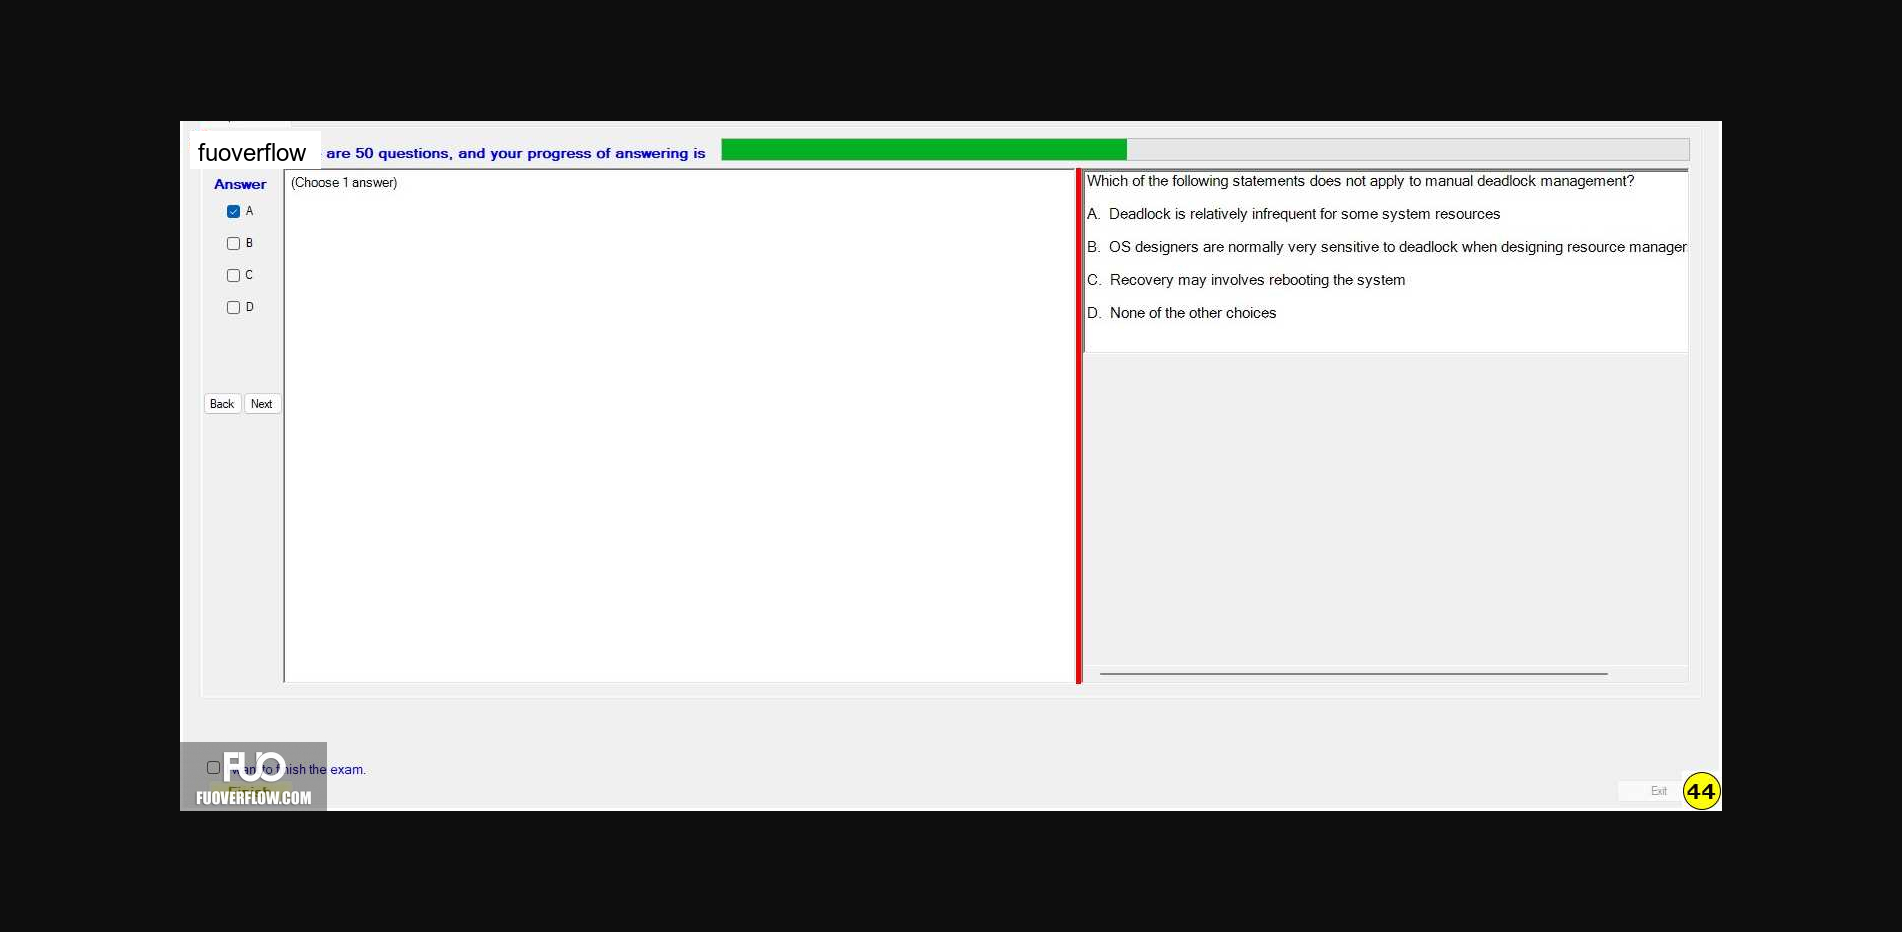 fuoverflow are 50 questions, and your progress of answering is
Answer
(Choose 1 answer)
A
B
C
D
Back Next
Which of the following statements does not apply to manual deadlock management?
A. Deadlock is relatively infrequent for some system resources
B. OS designers are normally very sensitive to deadlock when designing resource manager
C. Recovery may involves rebooting the system
D. None of the other choices
FUO
FUOVERFLOW.COM
want to finish the exam.
Finish
Exit
44